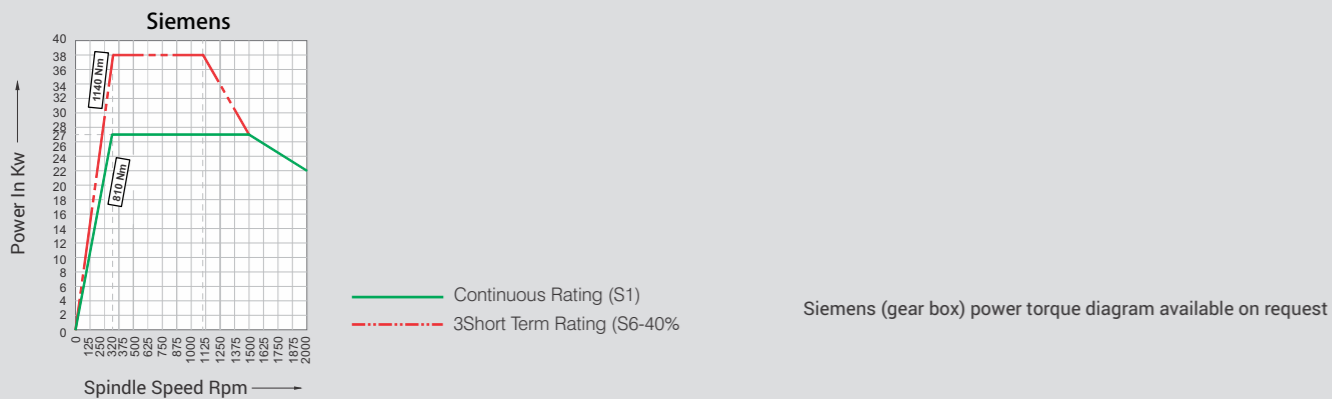 Siemens
40
38
36
34
32
30
28
27
26
24
22
20
18
16
14
12
10
8
6
4
2
0
Power In Kw
1140 Nm
810 Nm
0 125 250 320 375 500 625 750 875 1000 1125 1250 1375 1500 1625 1750 1875 2000
Spindle Speed Rpm
Continuous Rating (S1)
3Short Term Rating (S6-40%
Siemens (gear box) power torque diagram available on request